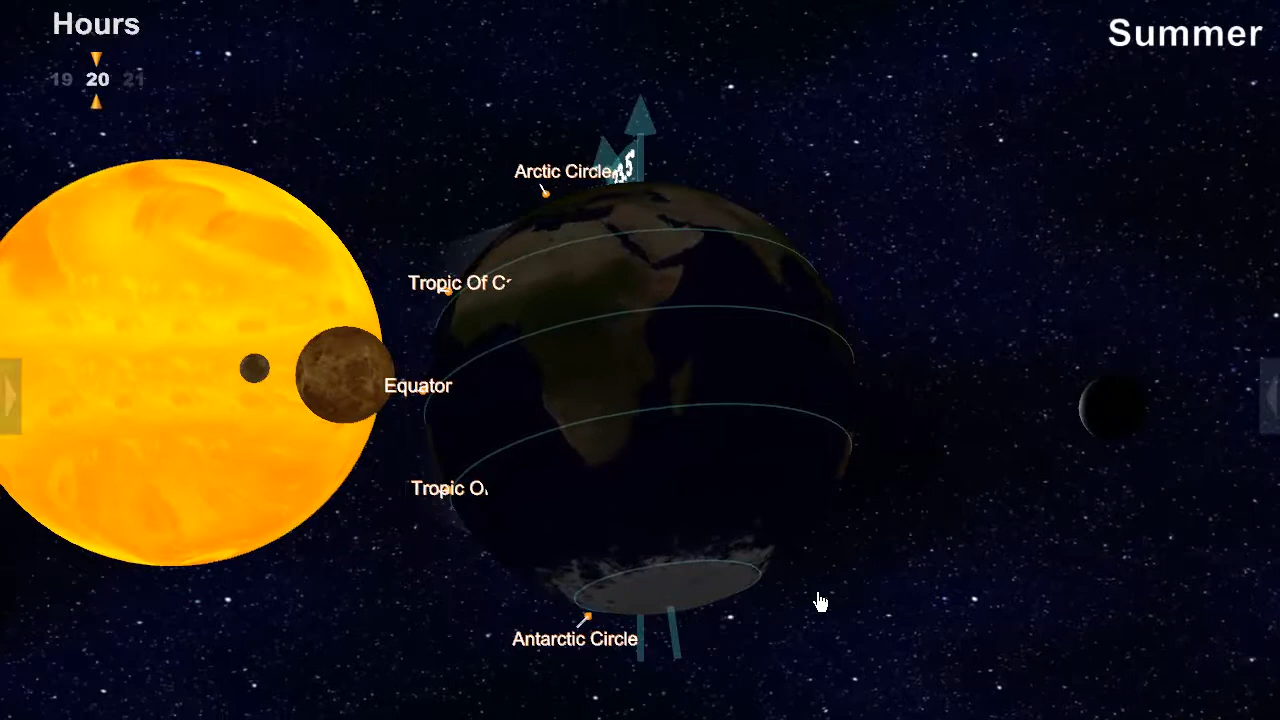 Hours
Summer
19 20 21
Arctic Circle
Tropic Of
Equator
Tropic
Antarctic Circle